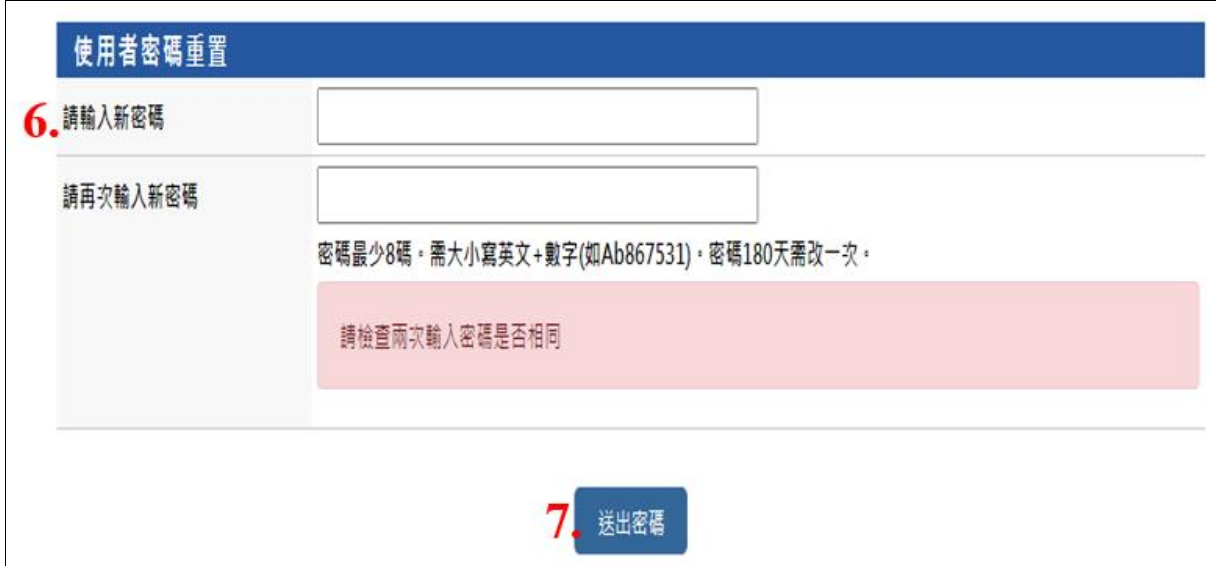 使用者密碼重置
6. 請輸入新密碼
請再次輸入新密碼
密碼最少8碼。需大小寫英文+數字(如Ab867531)。密碼180天需改一次。
請檢查兩次輸入密碼是否相同
7. 送出密碼